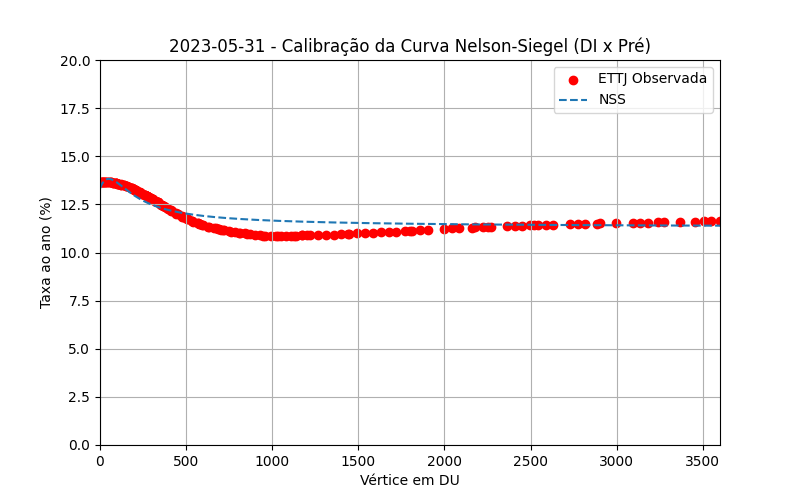 2023-05-31 - Calibração da Curva Nelson-Siegel (DI x Pré)
ETTJ Observada
NSS
Taxa ao ano (%)
20.0
17.5
15.0
12.5
10.0
7.5
5.0
2.5
0.0
0 500 1000 1500 2000 2500 3000 3500
Vértice em DU